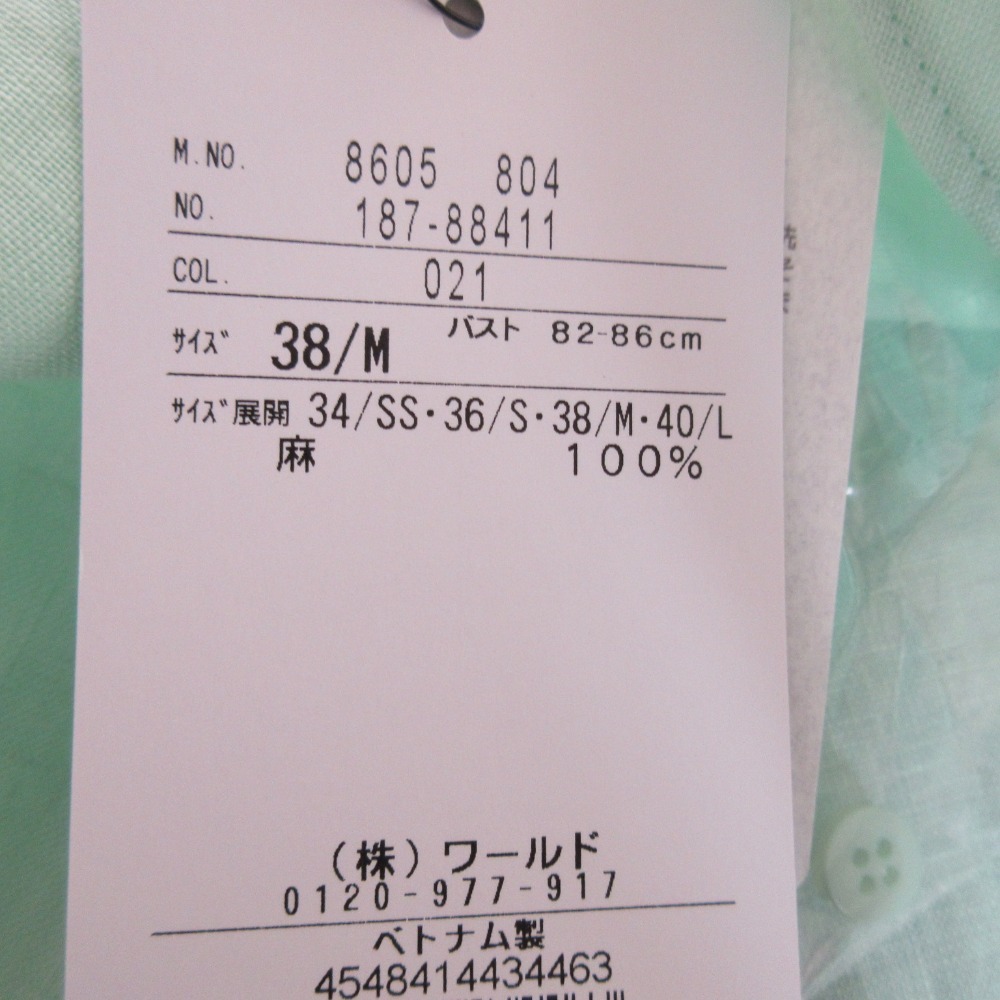 M.NO. 8605 804
NO. 187-88411
COL. 021
サイズ 38/M バスト 82-86cm
サイズ展開 34/SS・36/S・38/M・40/L
麻 100%
(株)ワールド
0120-977-917
ベトナム製
4548414434463